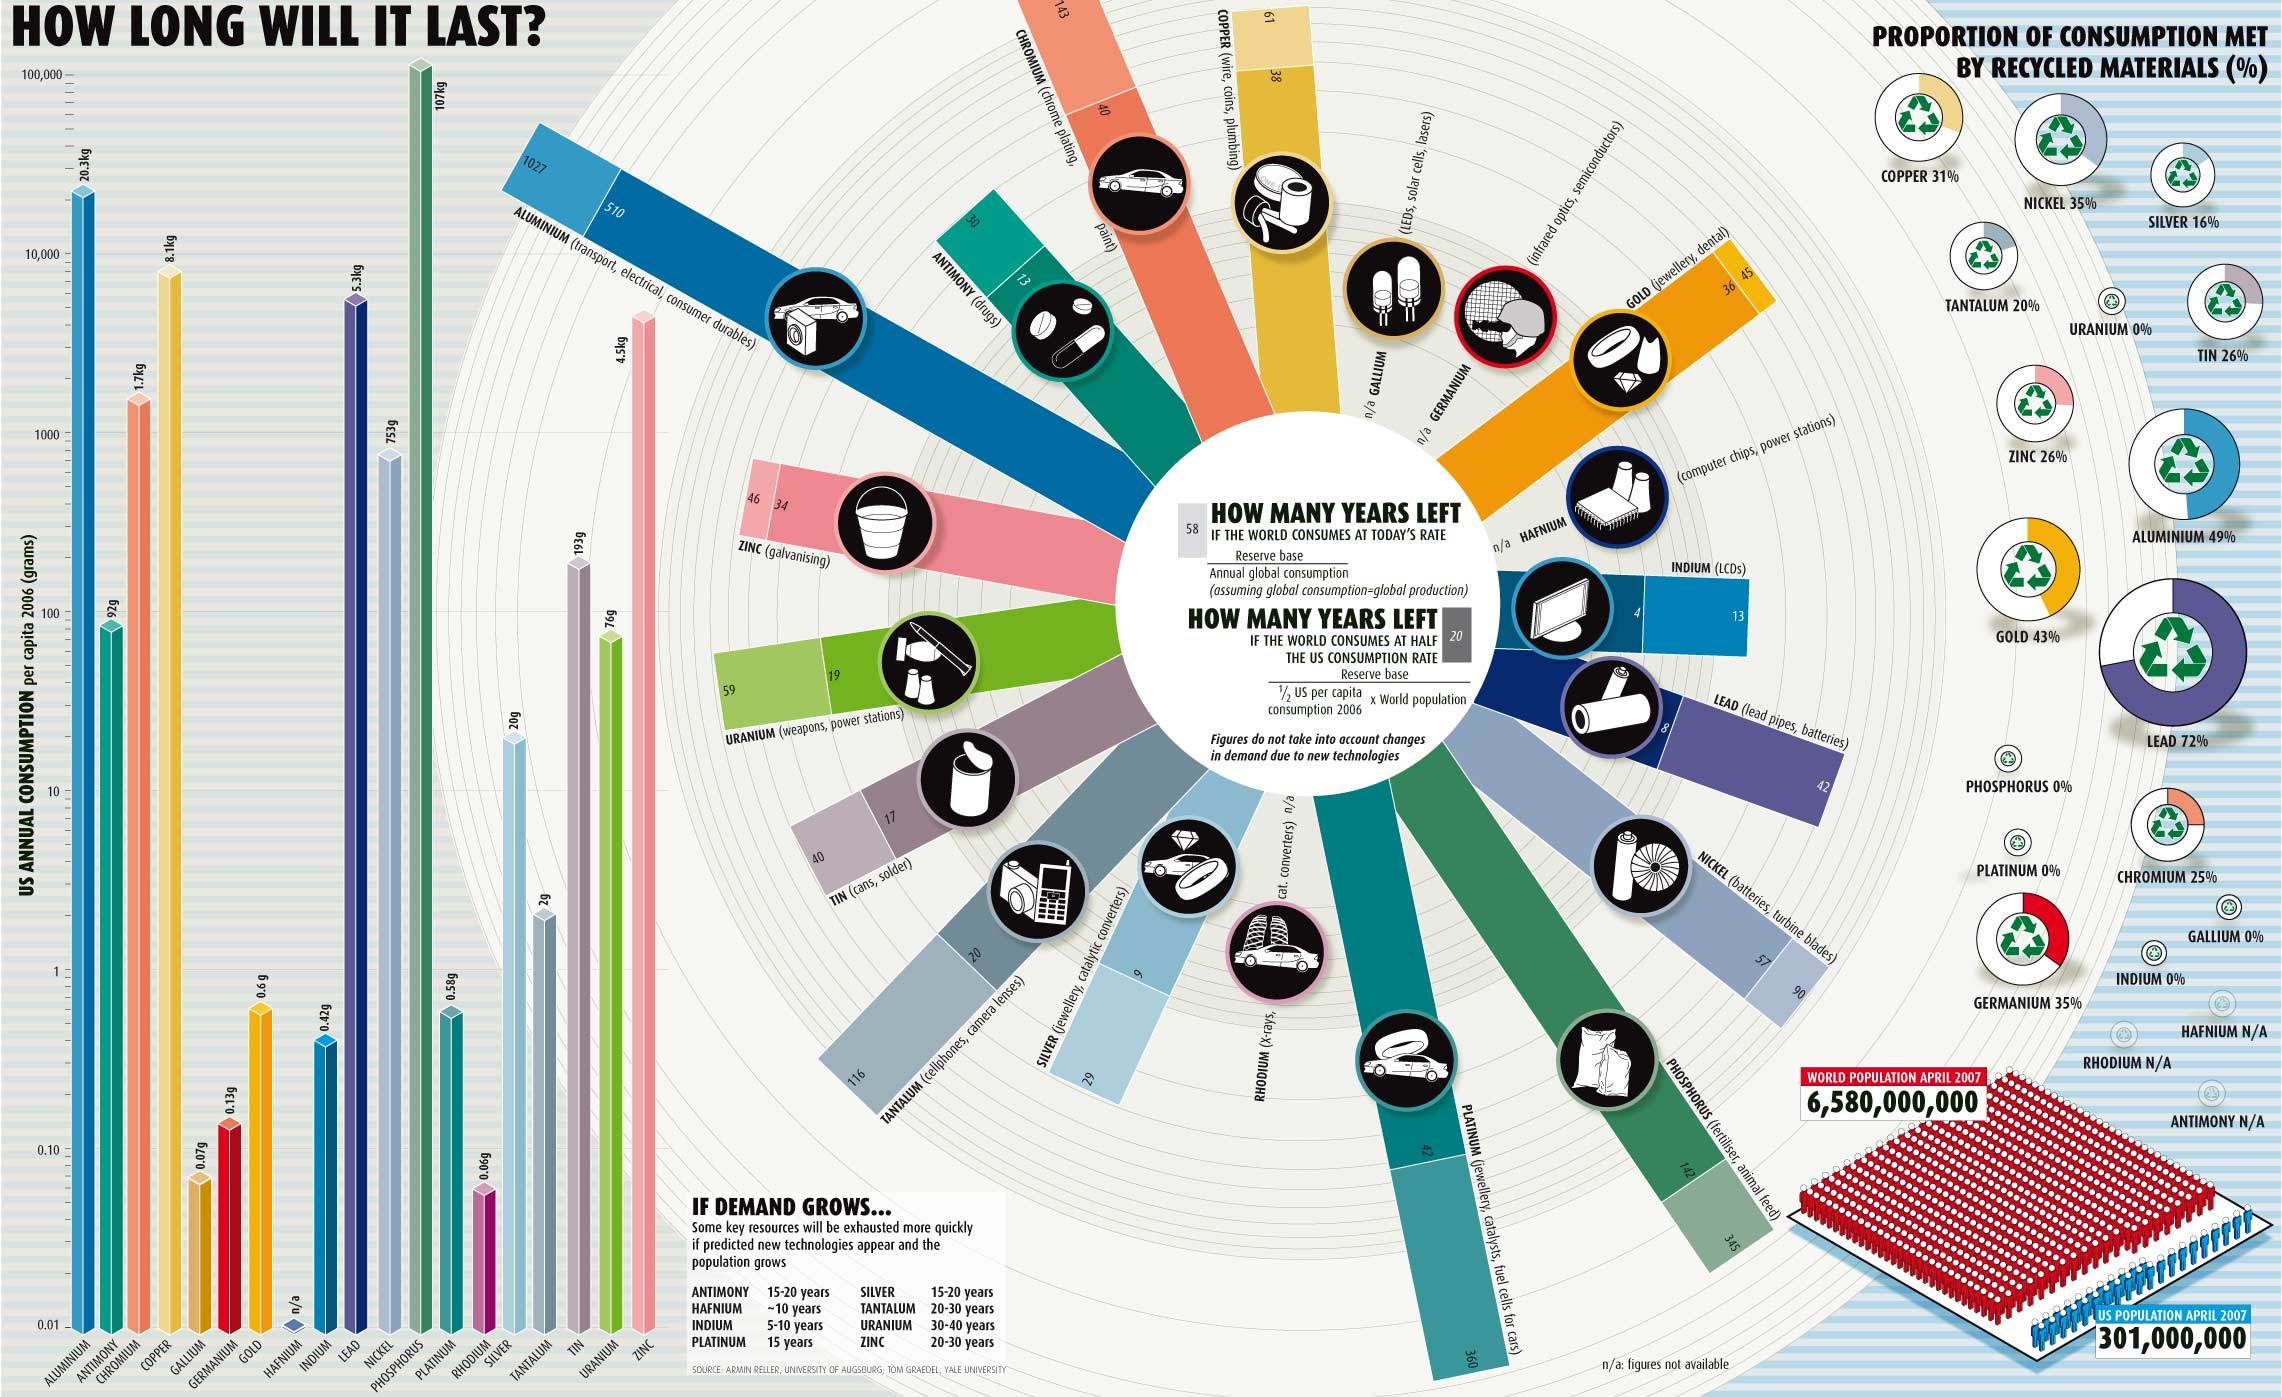 HOW LONG WILL IT LAST?
US ANNUAL CONSUMPTION per capita 2006 (grams)
100,000
10,000
1000
100
10
1
0.10
0.01
20.3kg
92g
1.7kg
8.1kg
0.07g
0.13g
0.6 g
n/a
0.42g
5.3kg
753g
107kg
0.58g
0.06g
20g
2g
193g
76g
4.5kg
ALUMINIUM
ANTIMONY
CHROMIUM
COPPER
GALLIUM
GERMANIUM
GOLD
HAFNIUM
INDIUM
LEAD
NICKEL
PHOSPHORUS
PLATINUM
RHODIUM
SILVER
TANTALUM
TIN
URANIUM
ZINC
1027
510
ALUMINIUM (transport, electrical, consumer durables)
30
13
ANTIMONY (drugs)
143
40
CHROMIUM (chrome plating,
paint)
61
38
COPPER (wire, coins, plumbing)
n/a GALLIUM (LEDs, solar cells, lasers)
n/a GERMANIUM (infrared optics, semiconductors)
GOLD (jewellery, dental)
36
45
n/a HAFNIUM (computer chips, power stations)
INDIUM (LCDs)
4
13
LEAD (lead pipes, batteries)
8
42
NICKEL (batteries, turbine blades)
57
90
PHOSPHORUS (fertiliser, animal feed)
142
345
PLATINUM (jewellery, catalysts, fuel cells for cars)
42
360
RHODIUM (X-rays, cat. converters) n/a
SILVER (jewellery, catalytic converters)
9
29
TANTALUM (cellphones, camera lenses)
20
116
TIN (cans, solder)
17
40
URANIUM (weapons, power stations)
19
59
ZINC (galvanising)
34
46
58
HOW MANY YEARS LEFT
IF THE WORLD CONSUMES AT TODAY'S RATE
Reserve base
Annual global consumption
(assuming global consumption=global production)
HOW MANY YEARS LEFT
20
IF THE WORLD CONSUMES AT HALF
THE US CONSUMPTION RATE
Reserve base
1/2 US per capita
consumption 2006
x World population
Figures do not take into account changes
in demand due to new technologies
IF DEMAND GROWS...
Some key resources will be exhausted more quickly
if predicted new technologies appear and the
population grows
ANTIMONY 15-20 years SILVER 15-20 years
HAFNIUM ~10 years TANTALUM 20-30 years
INDIUM 5-10 years URANIUM 30-40 years
PLATINUM 15 years ZINC 20-30 years
SOURCE: ARMIN RELLER, UNIVERSITY OF AUGSBURG; TOM GRAEDEL, YALE UNIVERSITY
n/a: figures not available
PROPORTION OF CONSUMPTION MET
BY RECYCLED MATERIALS (%)
COPPER 31%
NICKEL 35%
SILVER 16%
TANTALUM 20%
URANIUM 0%
TIN 26%
ZINC 26%
ALUMINIUM 49%
GOLD 43%
LEAD 72%
PHOSPHORUS 0%
PLATINUM 0%
CHROMIUM 25%
GALLIUM 0%
INDIUM 0%
GERMANIUM 35%
HAFNIUM N/A
RHODIUM N/A
ANTIMONY N/A
WORLD POPULATION APRIL 2007
6,580,000,000
US POPULATION APRIL 2007
301,000,000